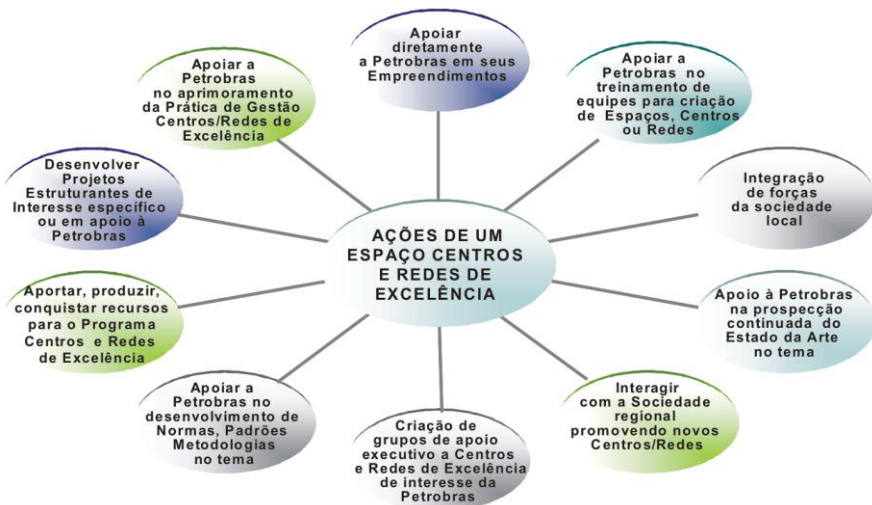 Apoiar
diretamente
a Petrobras em seus
Empreendimentos
Apoiar a
Petrobras no
treinamento de
equipes para criação
de Espaços, Centros
ou Redes
Integração
de forças
da sociedade
local
Apoio à Petrobras
na prospecção
continuada do
Estado da Arte
no tema
Interagir
com a Sociedade
regional
promovendo novos
Centros/Redes
Criação de
grupos de apoio
executivo a Centros
e Redes de Excelência
de interesse da
Petrobras
Apoiar a
Petrobras no
desenvolvimento de
Normas, Padrões
Metodologias
no tema
Aportar, produzir,
conquistar recursos
para o Programa
Centros e Redes
de Excelência
Desenvolver
Projetos
Estruturantes de
Interesse específico
ou em apoio à
Petrobras
Apoiar a
Petrobras
no aprimoramento
da Prática de Gestão
Centros/Redes de
Excelência
AÇÕES DE UM
ESPAÇO CENTROS
E REDES DE
EXCELÊNCIA